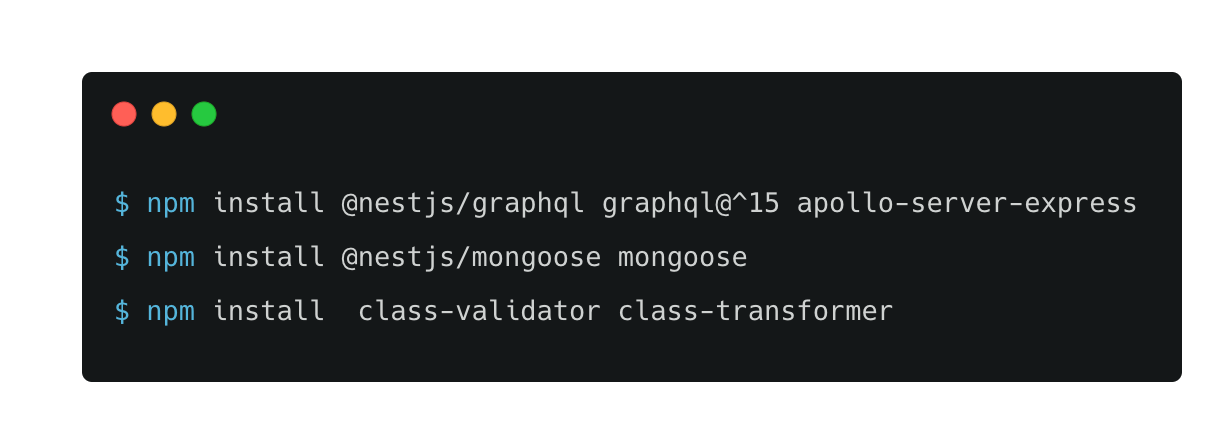 $ npm install @nestjs/graphql graphql@^15 apollo-server-express
$ npm install @nestjs/mongoose mongoose
$ npm install  class-validator class-transformer